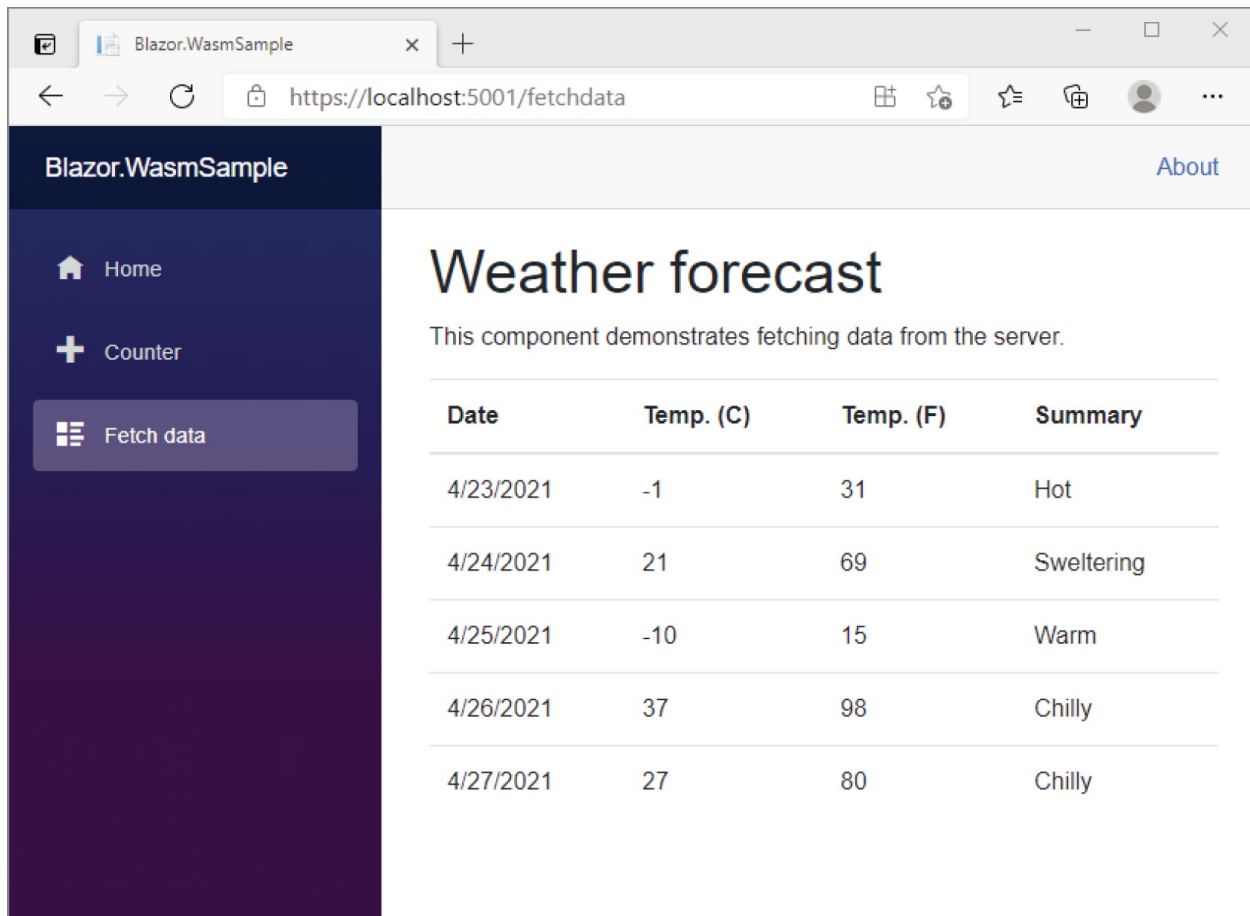 Blazor.WasmSample
https://localhost:5001/fetchdata
Blazor.WasmSample
About
Home
Counter
Fetch data
Weather forecast
This component demonstrates fetching data from the server.
Date Temp. (C) Temp. (F) Summary
4/23/2021 -1 31 Hot
4/24/2021 21 69 Sweltering
4/25/2021 -10 15 Warm
4/26/2021 37 98 Chilly
4/27/2021 27 80 Chilly